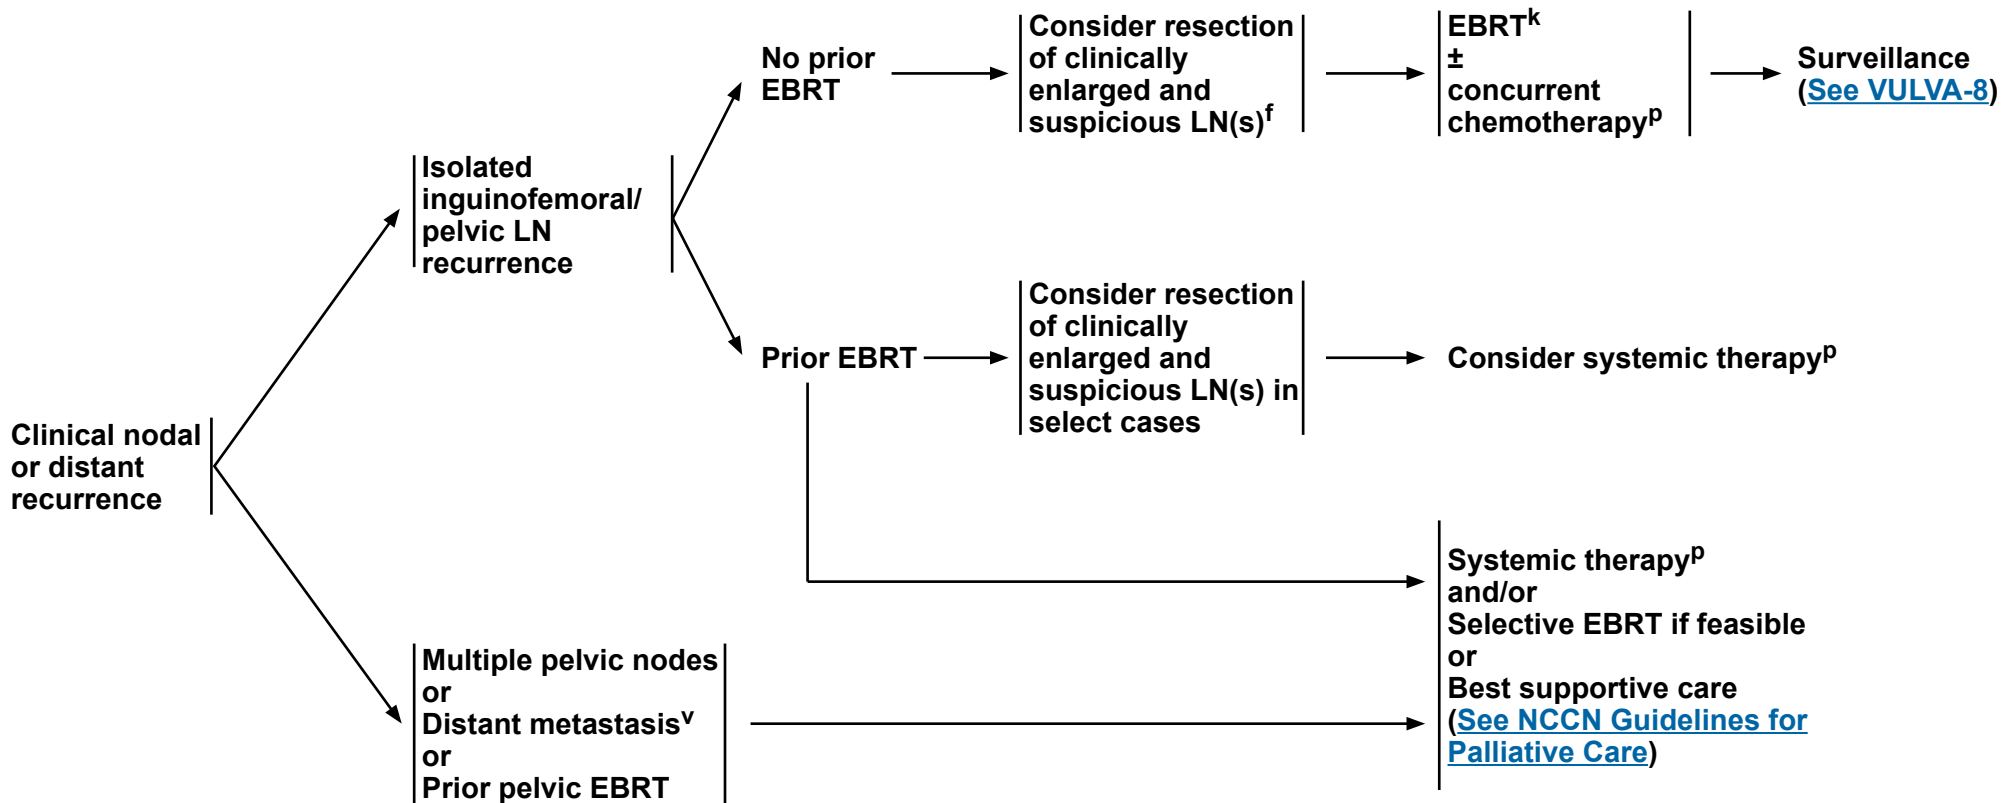 Clinical nodal
or distant
recurrence
Isolated
inguinofemoral/
pelvic LN
recurrence
No prior
EBRT
Consider resection
of clinically
enlarged and
suspicious LN(s)f
EBRTk
±
concurrent
chemotherapyp
Surveillance
(See VULVA-8)
Prior EBRT
Consider resection
of clinically
enlarged and
suspicious LN(s) in
select cases
Consider systemic therapyp
Multiple pelvic nodes
or
Distant metastasisv
or
Prior pelvic EBRT
Systemic therapyp
and/or
Selective EBRT if feasible
or
Best supportive care
(See NCCN Guidelines for
Palliative Care)